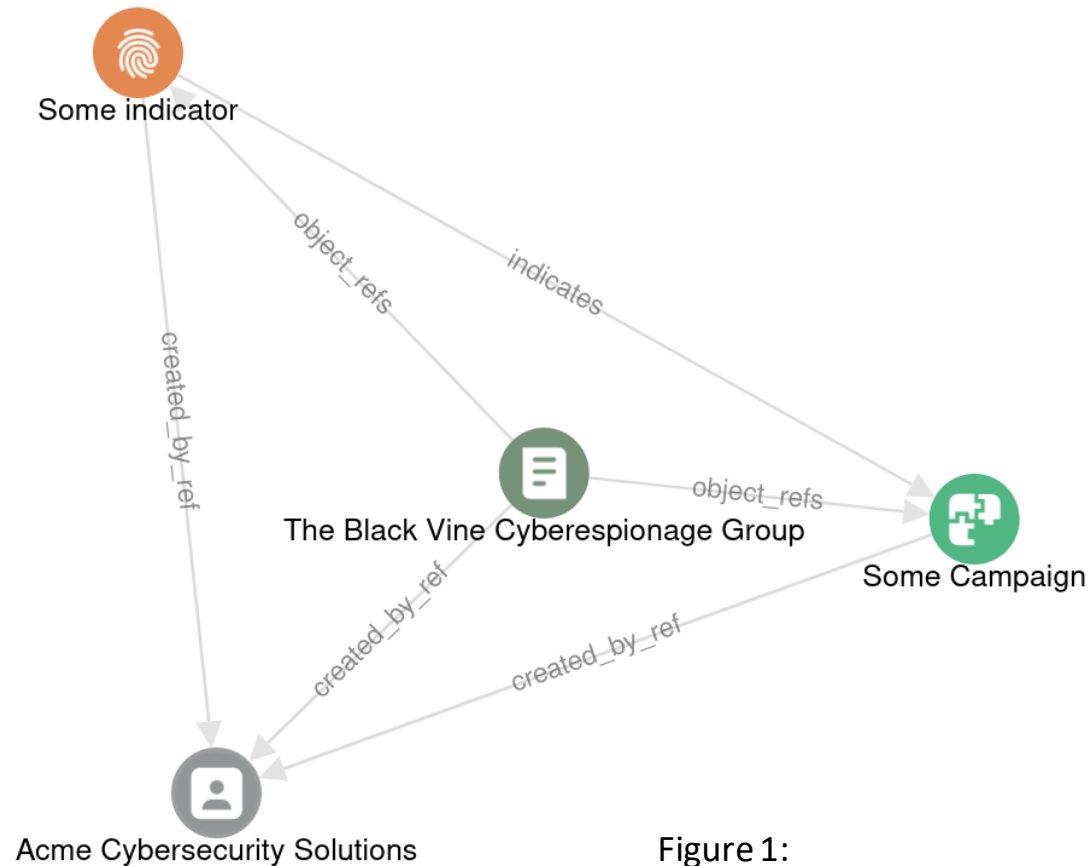 Some indicator
object_refs
indicates
created_by_ref
object_refs
The Black Vine Cyberespionage Group
Some Campaign
created_by_ref
created_by_ref
Acme Cybersecurity Solutions
Figure 1: